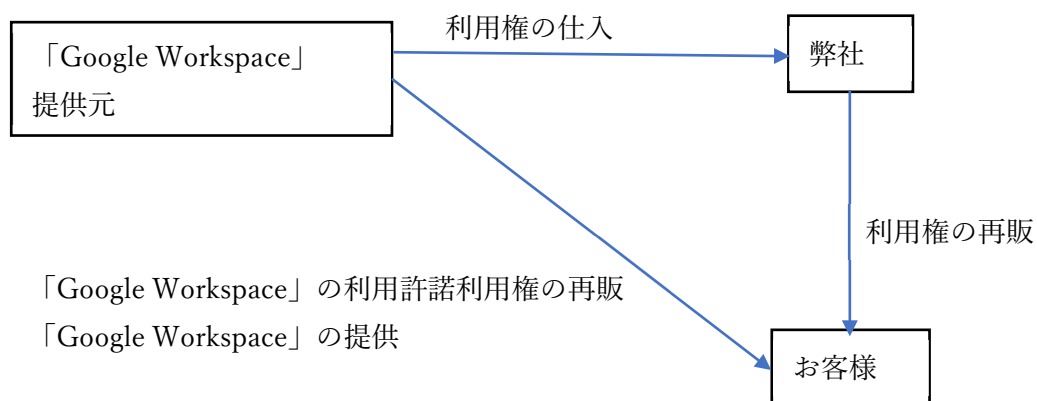 利用権の仕入
「Google Workspace」
提供元
弊社
利用権の再販
「Google Workspace」の利用許諾利用権の再販
「Google Workspace」の提供
お客様